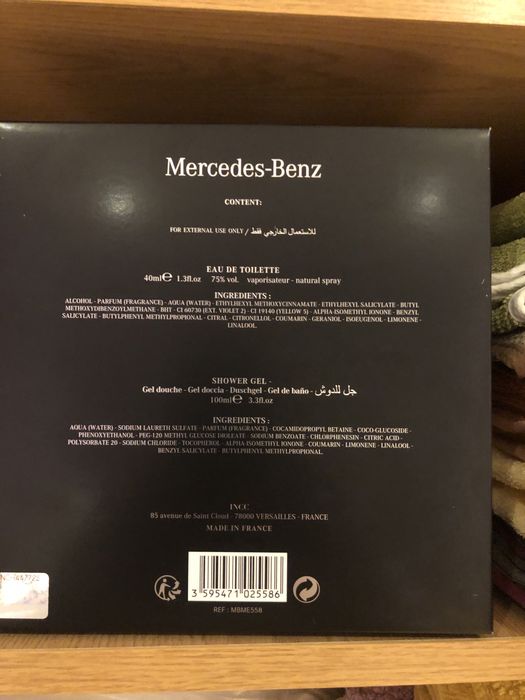 Mercedes-Benz
CONTENT:
FOR EXTERNAL USE ONLY / للاستعمال الخارجي فقط
EAU DE TOILETTE
40ml℮ 1.3fl.oz 75% vol. vaporisateur - natural spray
INGREDIENTS :
ALCOHOL - PARFUM (FRAGRANCE) - AQUA (WATER) - ETHYLHEXYL METHOXYCINNAMATE - ETHYLHEXYL SALICYLATE - BUTYL
METHOXYDIBENZOYLMETHANE - BHT - CI 60730 (EXT. VIOLET 2) - CI 19140 (YELLOW 5) - ALPHA-ISOMETHYL IONONE - BENZYL
SALICYLATE - BUTYLPHENYL METHYLPROPIONAL - CITRAL - CITRONELLOL - COUMARIN - GERANIOL - ISOEUGENOL - LIMONENE -
LINALOOL.
SHOWER GEL -
Gel douche - Gel doccia - Duschgel - Gel de baño - جل للدوش
100ml℮ 3.3fl.oz
INGREDIENTS :
AQUA (WATER) - SODIUM LAURETH SULFATE - PARFUM (FRAGRANCE) - COCAMIDOPROPYL BETAINE - COCO-GLUCOSIDE -
PHENOXYETHANOL - PEG-120 METHYL GLUCOSE DIOLEATE - SODIUM BENZOATE - CHLORPHENESIN - CITRIC ACID -
POLYSORBATE 20 - SODIUM CHLORIDE - TOCOPHEROL - ALPHA-ISOMETHYL IONONE - COUMARIN - LIMONENE - LINALOOL -
BENZYL SALICYLATE - BUTYLPHENYL METHYLPROPIONAL.
INCC
85 avenue de Saint Cloud - 78000 VERSAILLES - FRANCE
MADE IN FRANCE
3 595471 025586
REF : MBME558